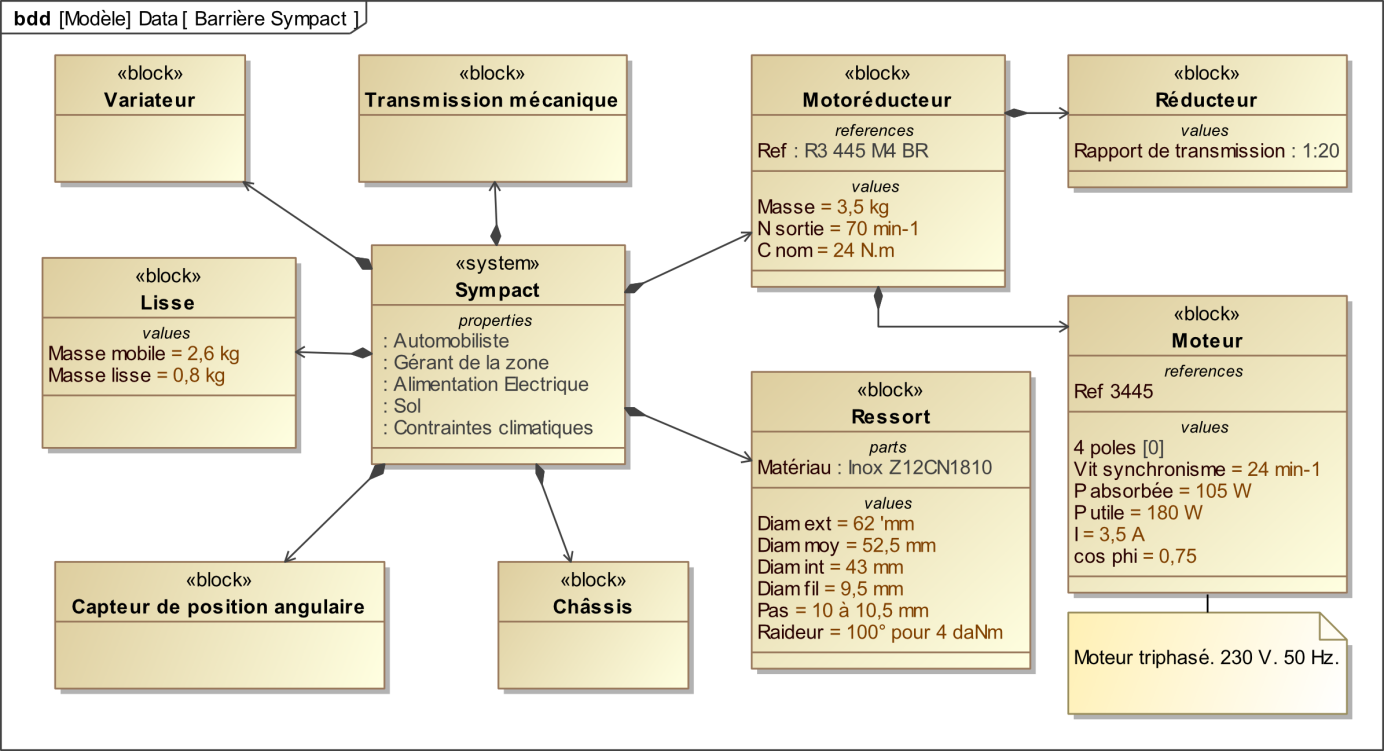 bdd [Modèle] Data [ Barrière Sympact ]
«block»
Variateur
«block»
Transmission mécanique
«block»
Motoréducteur
references
Ref : R3 445 M4 BR
values
Masse = 3,5 kg
N sortie = 70 min-1
C nom = 24 N.m
«block»
Réducteur
values
Rapport de transmission : 1:20
«block»
Lisse
values
Masse mobile = 2,6 kg
Masse lisse = 0,8 kg
«system»
Sympact
properties
: Automobiliste
: Gérant de la zone
: Alimentation Electrique
: Sol
: Contraintes climatiques
«block»
Moteur
references
Ref 3445
values
4 poles [0]
Vit synchronisme = 24 min-1
P absorbée = 105 W
P utile = 180 W
I = 3,5 A
cos phi = 0,75
«block»
Ressort
parts
Matériau : Inox Z12CN1810
values
Diam ext = 62 'mm
Diam moy = 52,5 mm
Diam int = 43 mm
Diam fil = 9,5 mm
Pas = 10 à 10,5 mm
Raideur = 100° pour 4 daNm
«block»
Capteur de position angulaire
«block»
Châssis
Moteur triphasé. 230 V. 50 Hz.